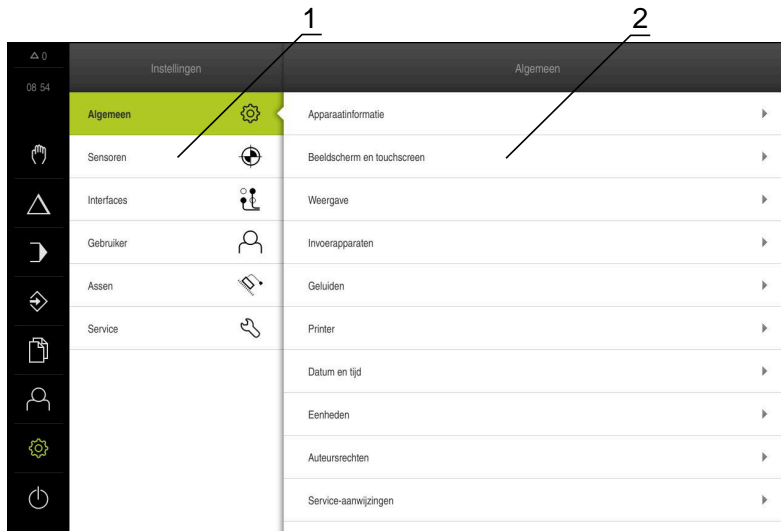 1
2
0
08 54
Instellingen
Algemeen
Algemeen
Sensoren
Interfaces
Gebruiker
Assen
Service
Apparaatinformatie
Beeldscherm en touchscreen
Weergave
Invoerapparaten
Geluiden
Printer
Datum en tijd
Eenheden
Auteursrechten
Service-aanwijzingen